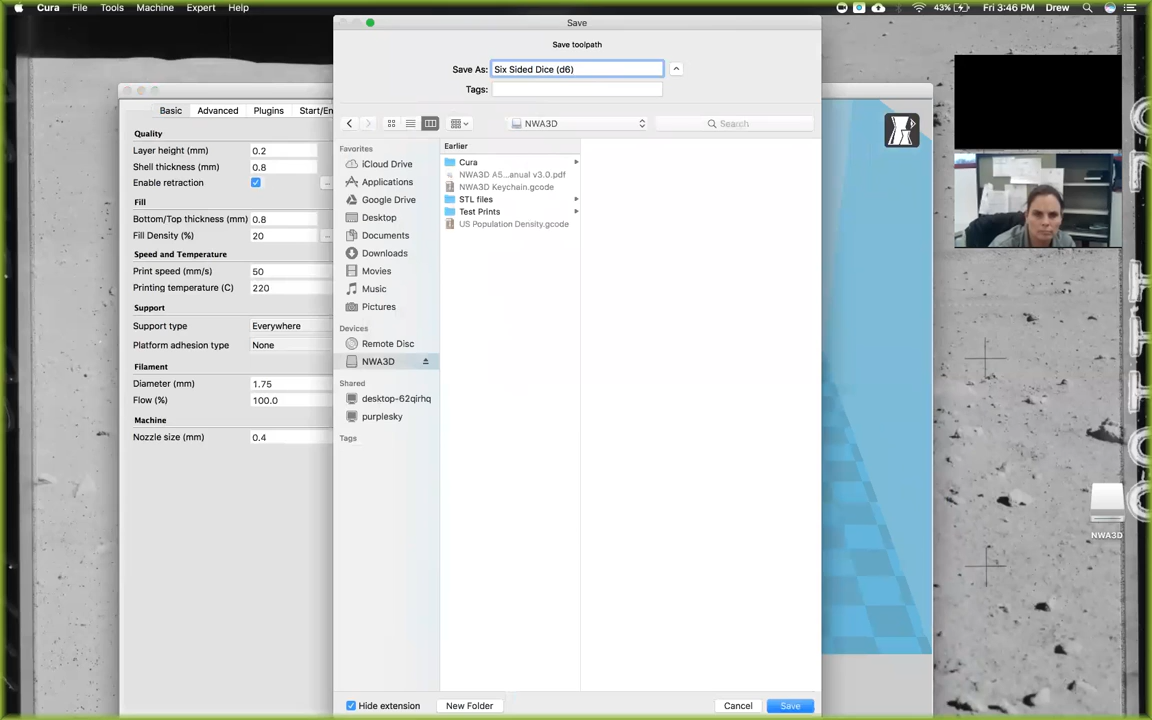 Cura File Tools Machine Expert Help
43% Fri 3:46 PM Drew
Save
Save toolpath
Save As: Six Sided Dice (d6)
Tags:
NWA3D
Search
Basic Advanced Plugins Start/En
Quality
Layer height (mm) 0.2
Shell thickness (mm) 0.8
Enable retraction ...
Fill
Bottom/Top thickness (mm) 0.8
Fill Density (%) 20 ...
Speed and Temperature
Print speed (mm/s) 50
Printing temperature (C) 220
Support
Support type Everywhere
Platform adhesion type None
Filament
Diameter (mm) 1.75
Flow (%) 100.0
Machine
Nozzle size (mm) 0.4
Favorites
iCloud Drive
Applications
Google Drive
Desktop
Documents
Downloads
Movies
Music
Pictures
Devices
Remote Disc
NWA3D
Shared
desktop-62qirhq
purplesky
Tags
Earlier
Cura
NWA3D A5...anual v3.0.pdf
NWA3D Keychain.gcode
STL files
Test Prints
US Population Density.gcode
NWA3D
Hide extension New Folder Cancel Save